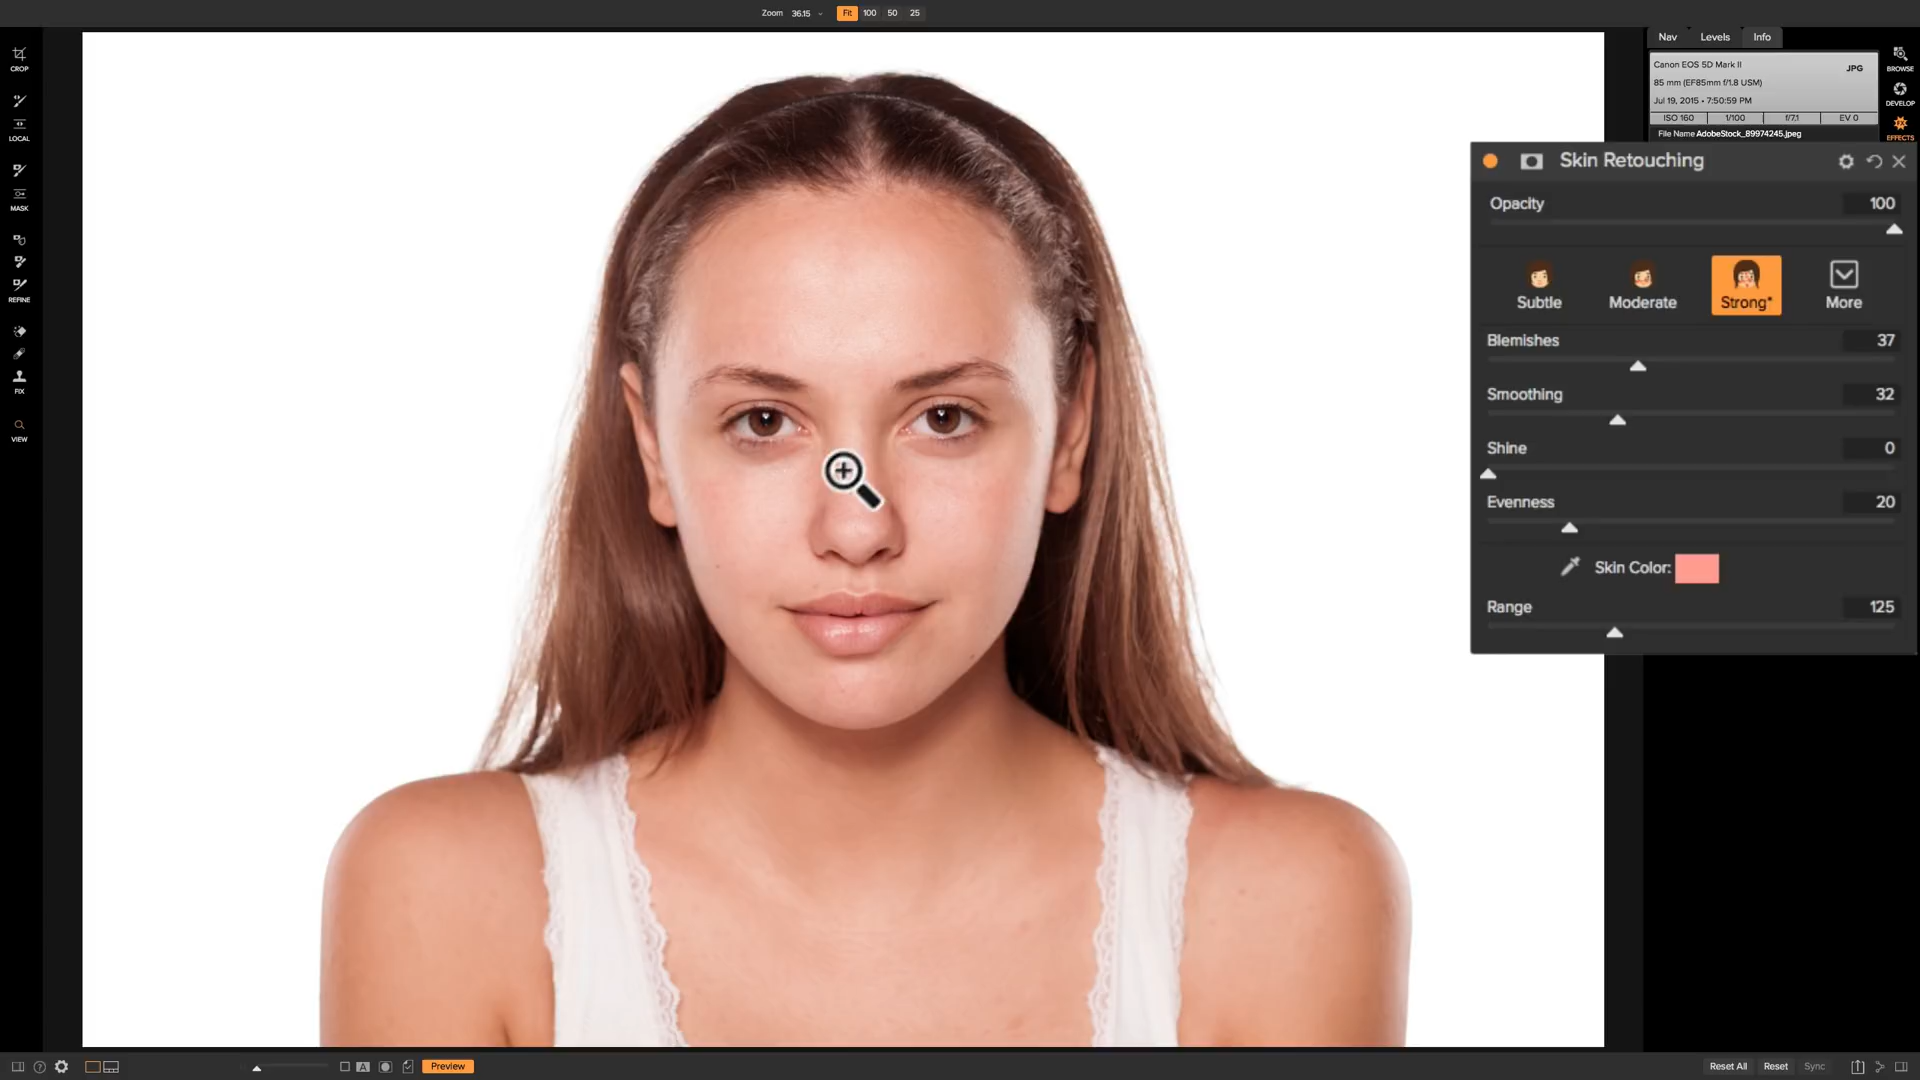 Zoom 36.15 Fit 100 50 25
CROP
LOCAL
MASK
REFINE
FIX
VIEW
Nav Levels Info
Canon EOS 5D Mark II JPG
85 mm (EF85mm f/1.8 USM)
Jul 19, 2015 • 7:50:59 PM
ISO 160 1/100 f/7.1 EV 0
File Name AdobeStock_89974245.jpeg
BROWSE
DEVELOP
FX
EFFECTS
Skin Retouching
Opacity 100
Subtle Moderate Strong* More
Blemishes 37
Smoothing 32
Shine 0
Evenness 20
Skin Color:
Range 125
? A Preview
Reset All Reset Sync